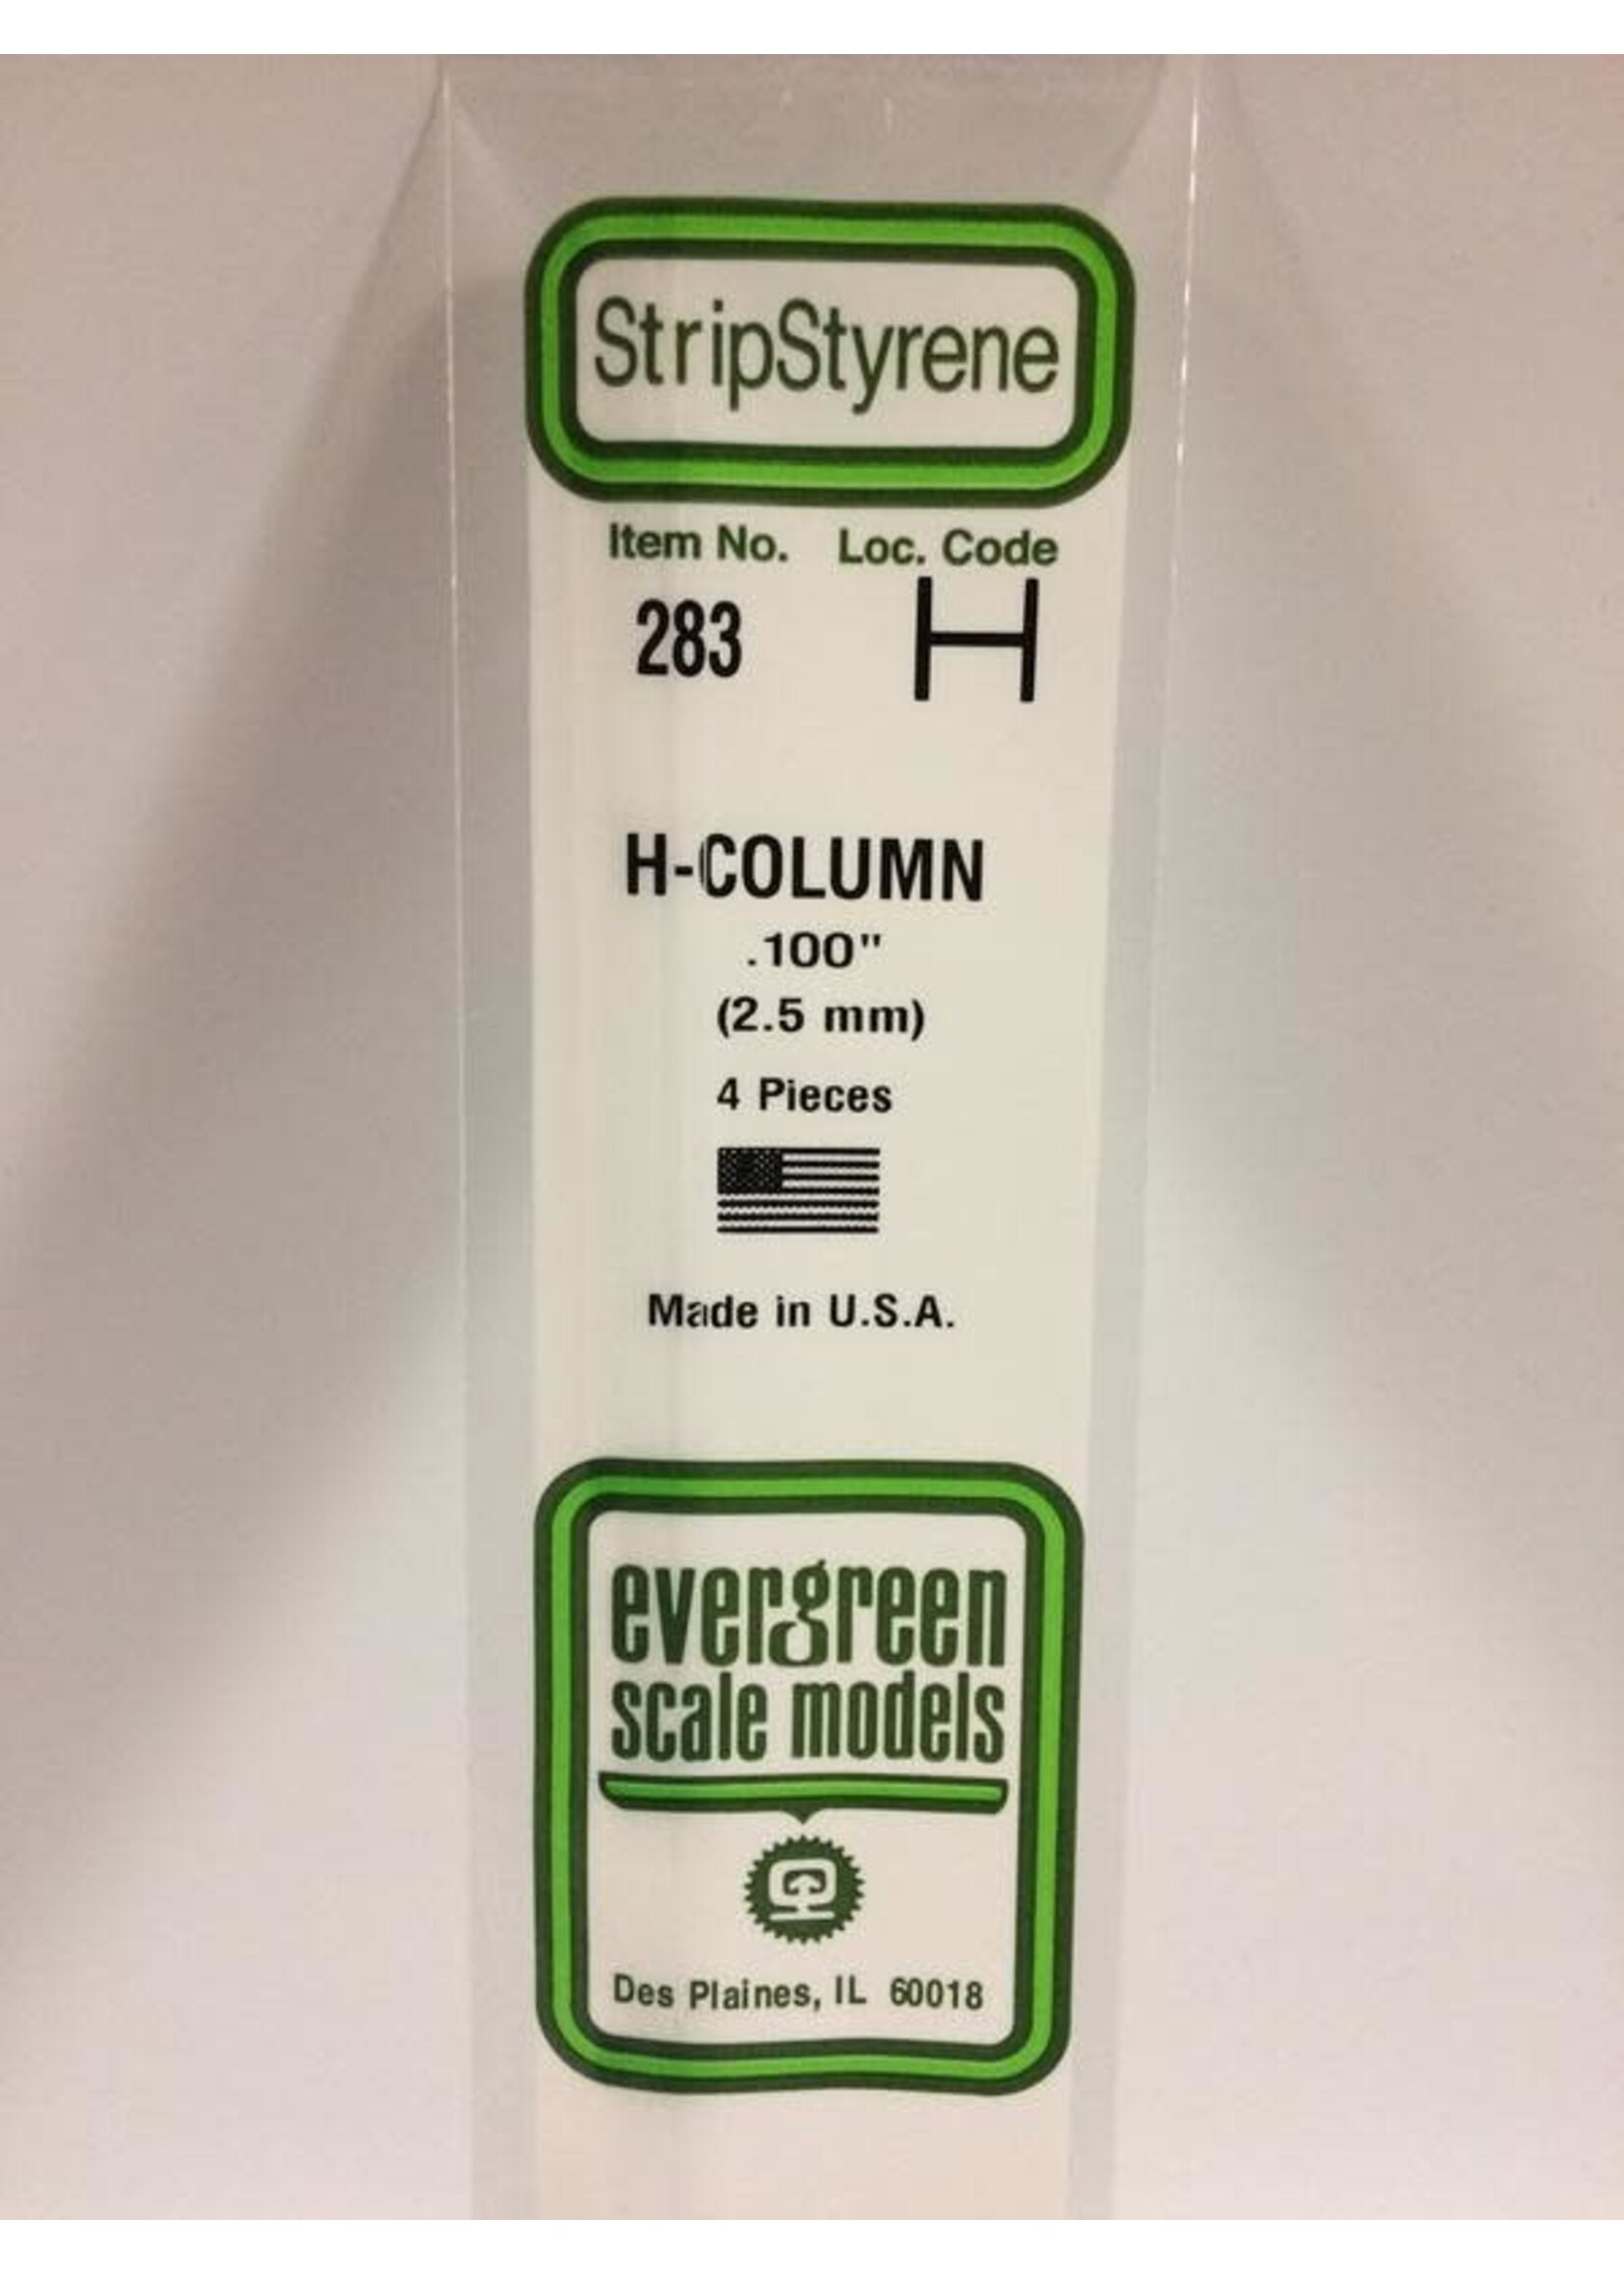 StripStyrene
Item No. Loc. Code
283 H
H-COLUMN
.100"
(2.5 mm)
4 Pieces
Made in U.S.A.
evergreen
scale models
Des Plaines, IL 60018